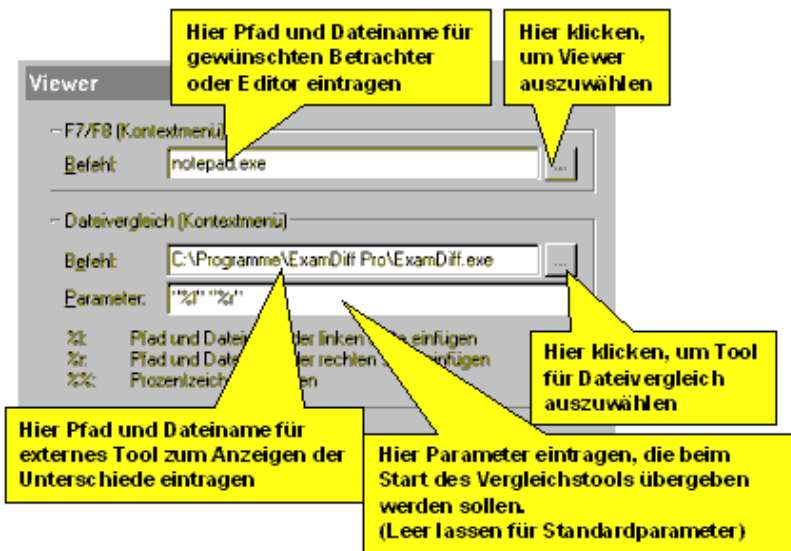 Hier Pfad und Dateiname für
gewünschten Betrachter
oder Editor eintragen
Hier klicken,
um Viewer
auszuwählen
Viewer
F7/F8 (Kontextmenü)
Befehl:
notepad.exe
...
Dateivergleich (Kontextmenü)
Befehl:
C:\Programme\ExamDiff Pro\ExamDiff.exe
...
Parameter:
"%l" "%r"
%l: Pfad und Datei der linken einfügen
%r: Pfad und Datei der rechten einfügen
%%: Prozentzeich
Hier klicken, um Tool
für Dateivergleich
auszuwählen
Hier Pfad und Dateiname für
externes Tool zum Anzeigen der
Unterschiede eintragen
Hier Parameter eintragen, die beim
Start des Vergleichstools übergeben
werden sollen.
(Leer lassen für Standardparameter)